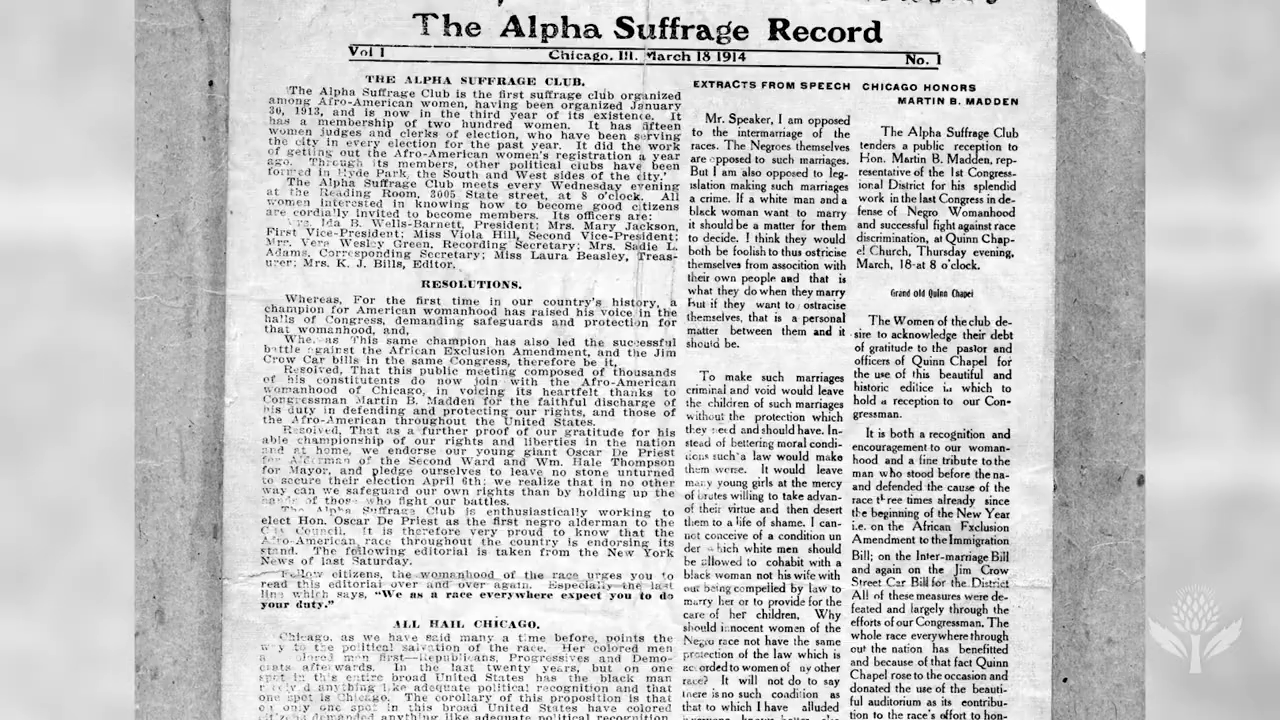 The Alpha Suffrage Record
Vol 1 Chicago, Ill. March 18 1914 No. 1
THE ALPHA SUFFRAGE CLUB.
The Alpha Suffrage Club is the first suffrage club organized
among Afro-American women, having been organized January
30, 1913, and is now in the third year of its existence. It
has a membership of two hundred women. It has fifteen
women judges and clerks of election, who have been serving
the city in every election for the past year. It did the work
of getting out the Afro-American women's registration a year
ago. Through its members, other political clubs have been
formed in Hyde Park, the South and West sides of the city.'
The Alpha Suffrage Club meets every Wednesday evening
at the Reading Room, 3005 State street, at 8 o'clock. All
women interested in knowing how to become good citizens
are cordially invited to become members. Its officers are:
Mrs. Ida B. Wells-Barnett, President; Mrs. Mary Jackson,
First Vice-President; Miss Viola Hill, Second Vice-President;
Mrs. Vera Wesley Green, Recording Secretary; Mrs. Sadie L.
Adams, Corresponding Secretary; Miss Laura Beasley, Treas-
urer; Mrs. K. J. Bills, Editor.
RESOLUTIONS.
Whereas, For the first time in our country's history, a
champion for American womanhood has raised his voice in the
halls of Congress, demanding safeguards and protection for
that womanhood, and,
Whereas This same champion has also led the successful
battle against the African Exclusion Amendment, and the Jim
Crow Car bills in the same Congress, therefore be it,
Resolved, That this public meeting composed of thousands
of his constituents do now join with the Afro-American
womanhood of Chicago, in voicing its heartfelt thanks to
Congressman Martin B. Madden for the faithful discharge of
his duty in defending and protecting our rights, and those of
the Afro-American throughout the United States.
Resolved, That as a further proof of our gratitude for his
able championship of our rights and liberties in the nation
and at home, we endorse our young giant Oscar De Priest
for Alderman of the Second Ward and Wm. Hale Thompson
for Mayor, and pledge ourselves to leave no stone unturned
to secure their election April 6th; we realize that in no other
way can we safeguard our own rights than by holding up the
hands of those who fight our battles.
The Alpha Suffrage Club is enthusiastically working to
elect Hon. Oscar De Priest as the first negro alderman to the
City Council. It is therefore very proud to know that the
Afro-American race throughout the country is endorsing its
stand. The following editorial is taken from the New York
News of last Saturday.
Fellow citizens, the womanhood of the race urges you to
read this editorial over and over again. Especially the last
line which says, "We as a race everywhere expect you to do
your duty."
ALL HAIL CHICAGO.
Chicago, as we have said many a time before, points the
way to the political salvation of the race. Her colored men
colored men first—Republicans, Progressives and Demo-
crats afterwards. In the last twenty years, but on one
spot in this entire broad United States has the black man
anything like adequate political recognition and that
one spot is Chicago. The corollary of this proposition is that
on only one spot in this broad United States have colored
citizens demanded anything like adequate political recognition.
EXTRACTS FROM SPEECH
Mr. Speaker, I am opposed
to the intermarriage of the
races. The Negroes themselves
are opposed to such marriages.
But I am also opposed to leg-
islation making such marriages
a crime. If a white man and a
black woman want to marry
it should be a matter for them
to decide. I think they would
both be foolish to thus ostricise
themselves from assocition with
their own people and that is
what they do when they marry
But if they want to ostracise
themselves, that is a personal
matter between them and it
should be.
To make such marriages
criminal and void would leave
the children of such marriages
without the protection which
they need and should have. In-
stead of bettering moral condi-
tions such a law would make
them worse. It would leave
many young girls at the mercy
of brutes willing to take advan-
of their virtue and then desert
them to a life of shame. I can-
not conceive of a condition un
der which white men should
be allowed to cohabit with a
black woman not his wife with
out being compelled by law to
marry her or to provide for the
care of her children, Why
should innocent women of the
Negro race not have the same
protection of the law which is
accorded to women of any other
race? It will not do to say
there is no such condition as
that to which I have alluded
CHICAGO HONORS
MARTIN B. MADDEN
The Alpha Suffrage Club
tenders a public reception to
Hon. Martin B. Madden, rep-
resentative of the 1st Congress-
ional District for his splendid
work in the last Congress in de-
fense of Negro Womanhood
and successful fight against race
discrimination, at Quinn Chap-
el Church, Thursday evening,
March, 18-at 8 o'clock.
Grand old Quinn Chapel
The Women of the club de-
sire to acknowledge their debt
of gratitude to the pastor and
officers of Quinn Chapel for
the use of this beautiful and
historic edifice in which to
hold a reception to our Con-
gressman.
It is both a recognition and
encouragement to our woman-
hood and a fine tribute to the
man who stood before the na-
and defended the cause of the
race three times already since
the beginning of the New Year
i.e. on the African Exclusion
Amendment to the Immigration
Bill; on the Inter-marriage Bill
and again on the Jim Crow
Street Car Bill for the District
All of these measures were de-
feated and largely through the
efforts of our Congressman. The
whole race everywhere through
out the nation has benefitted
and because of that fact Quinn
Chapel rose to the occasion and
donated the use of the beauti-
ful auditorium as its contribu-
tion to the race's effort to hon-